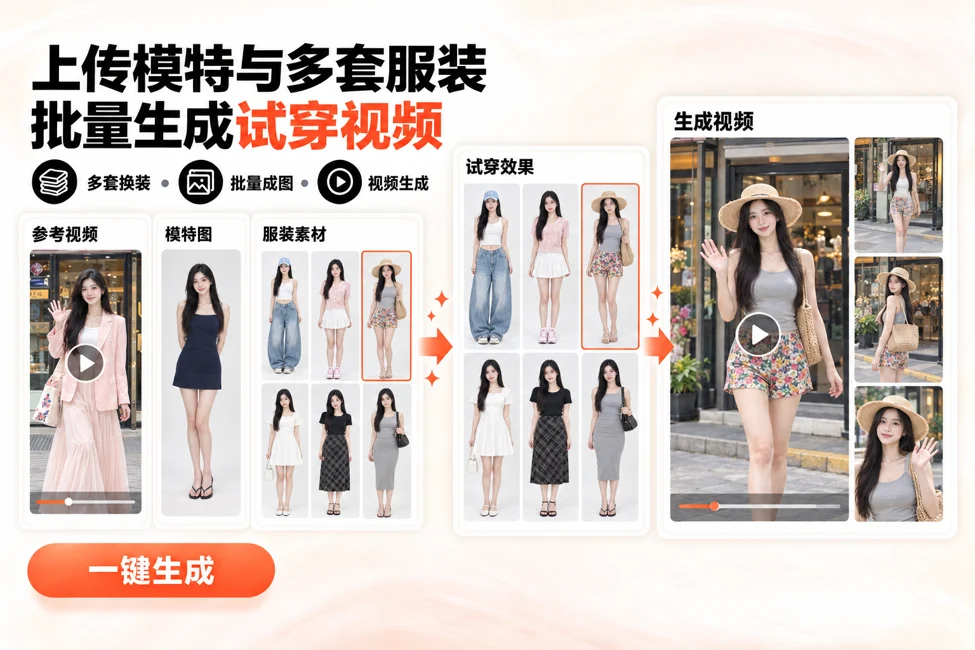 上传模特与多套服装
批量生成试穿视频
多套换装 • 批量成图 • 视频生成
参考视频
模特图
服装素材
试穿效果
生成视频
一键生成